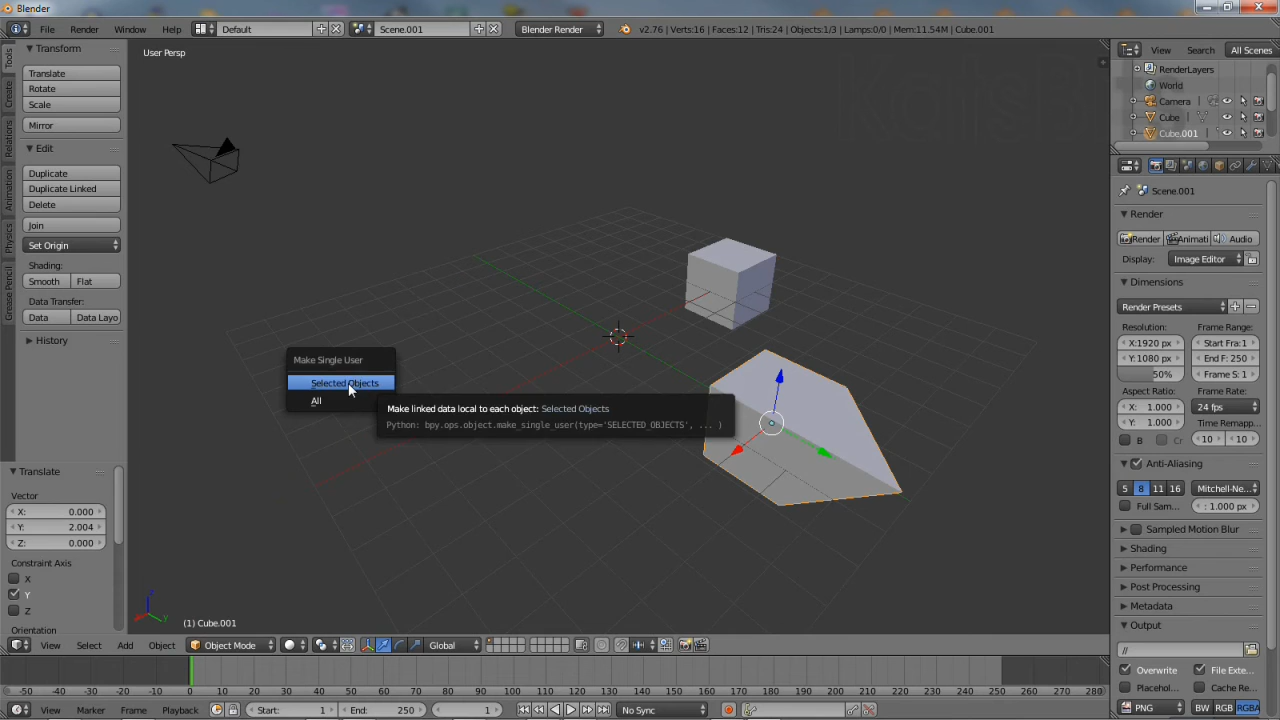 Blender
File Render Window Help Default Scene.001 Blender Render v2.76 | Verts:16 | Faces:12 | Tris:24 | Objects:1/3 | Lamps:0/0 | Mem:11.54M | Cube.001
Tools
Create
Relations
Animation
Physics
Grease Pencil
Transform
Translate
Rotate
Scale
Mirror
Edit
Duplicate
Duplicate Linked
Delete
Join
Set Origin
Shading:
Smooth Flat
Data Transfer:
Data Data Layo
History
Translate
Vector
X: 0.000
Y: 2.004
Z: 0.000
Constraint Axis
X
Y
Z
Orientation
User Persp
Make Single User
Selected Objects
All
Make linked data local to each object: Selected Objects
Python: bpy.ops.object.make_single_user(type='SELECTED_OBJECTS', ... )
(1) Cube.001
View Select Add Object Object Mode Global
View Search All Scenes
RenderLayers
World
Camera
Cube
Cube.001
Scene.001
Render
Render Animati Audio
Display: Image Editor
Dimensions
Render Presets
Resolution: Frame Range:
X:1920 px Start Fra:1
Y:1080 px End F: 250
50% Frame S: 1
Aspect Ratio: Frame Rate:
X: 1.000 24 fps
Y: 1.000 Time Remapp...
B Cr 10 10
Anti-Aliasing
5 8 11 16 Mitchell-Ne...
Full Sam... : 1.000 px
Sampled Motion Blur
Shading
Performance
Post Processing
Metadata
Output
//
Overwrite File Exte...
Placehol... Cache Re...
PNG BW RGB RGBA
-50 -40 -30 -20 -10 0 10 20 30 40 50 60 70 80 90 100 110 120 130 140 150 160 170 180 190 200 210 220 230 240 250 260 270 280
View Marker Frame Playback Start: 1 End: 250 1 No Sync